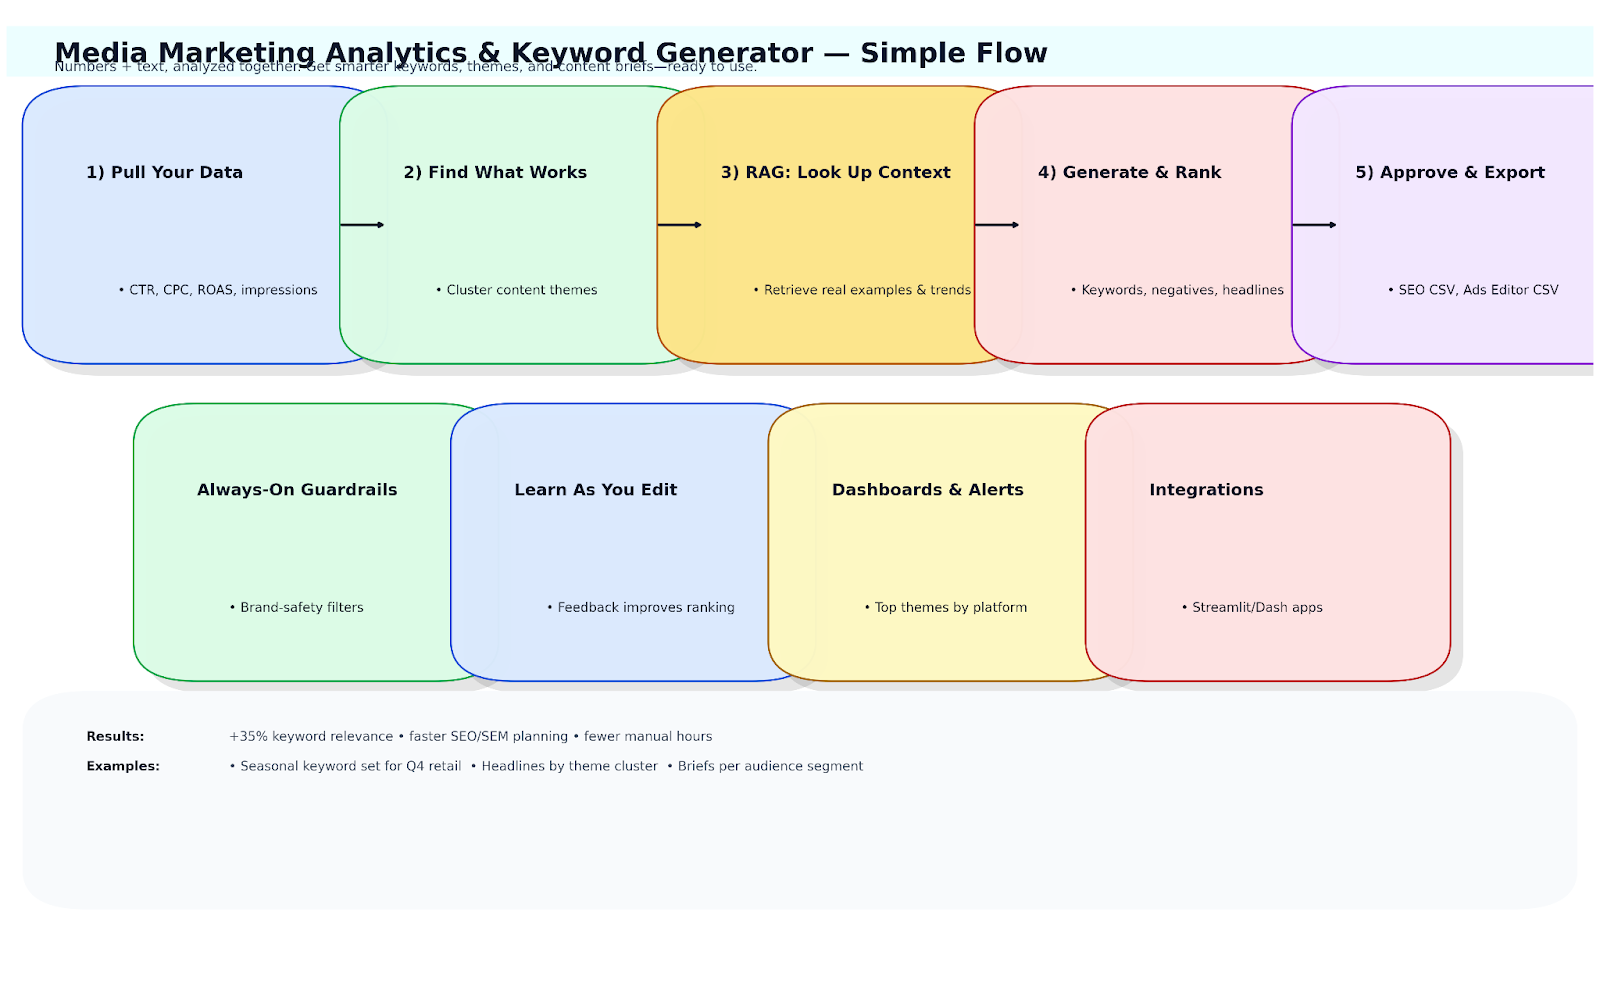 Media Marketing Analytics & Keyword Generator — Simple Flow
Numbers + text, analyzed together. Get smarter keywords, themes, and content briefs—ready to use.
1) Pull Your Data
• CTR, CPC, ROAS, impressions
2) Find What Works
• Cluster content themes
3) RAG: Look Up Context
• Retrieve real examples & trends
4) Generate & Rank
• Keywords, negatives, headlines
5) Approve & Export
• SEO CSV, Ads Editor CSV
Always-On Guardrails
• Brand-safety filters
Learn As You Edit
• Feedback improves ranking
Dashboards & Alerts
• Top themes by platform
Integrations
• Streamlit/Dash apps
Results: +35% keyword relevance • faster SEO/SEM planning • fewer manual hours
Examples: • Seasonal keyword set for Q4 retail • Headlines by theme cluster • Briefs per audience segment